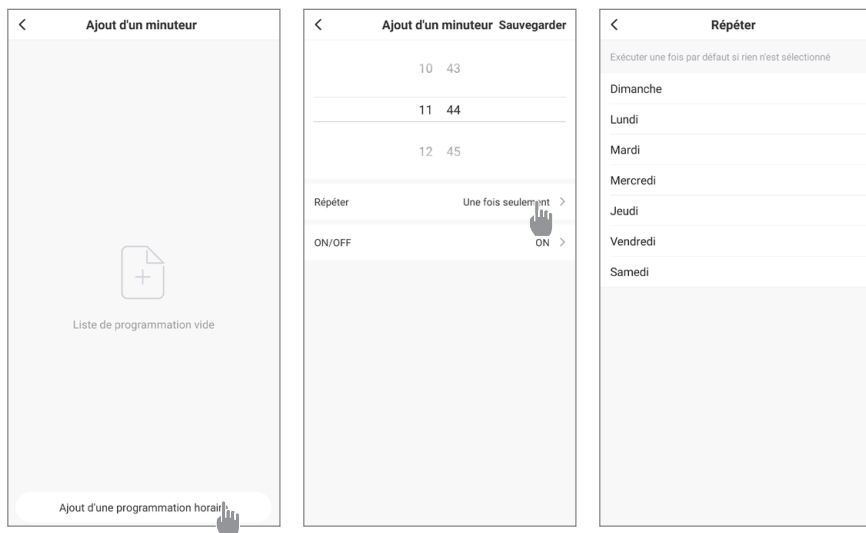 Ajout d'un minuteur
Liste de programmation vide
Ajout d'une programmation horaire
Ajout d'un minuteur Sauvegarder
10 43
11 44
12 45
Répéter Une fois seulement
ON/OFF ON
Répéter
Exécuter une fois par défaut si rien n'est sélectionné
Dimanche
Lundi
Mardi
Mercredi
Jeudi
Vendredi
Samedi